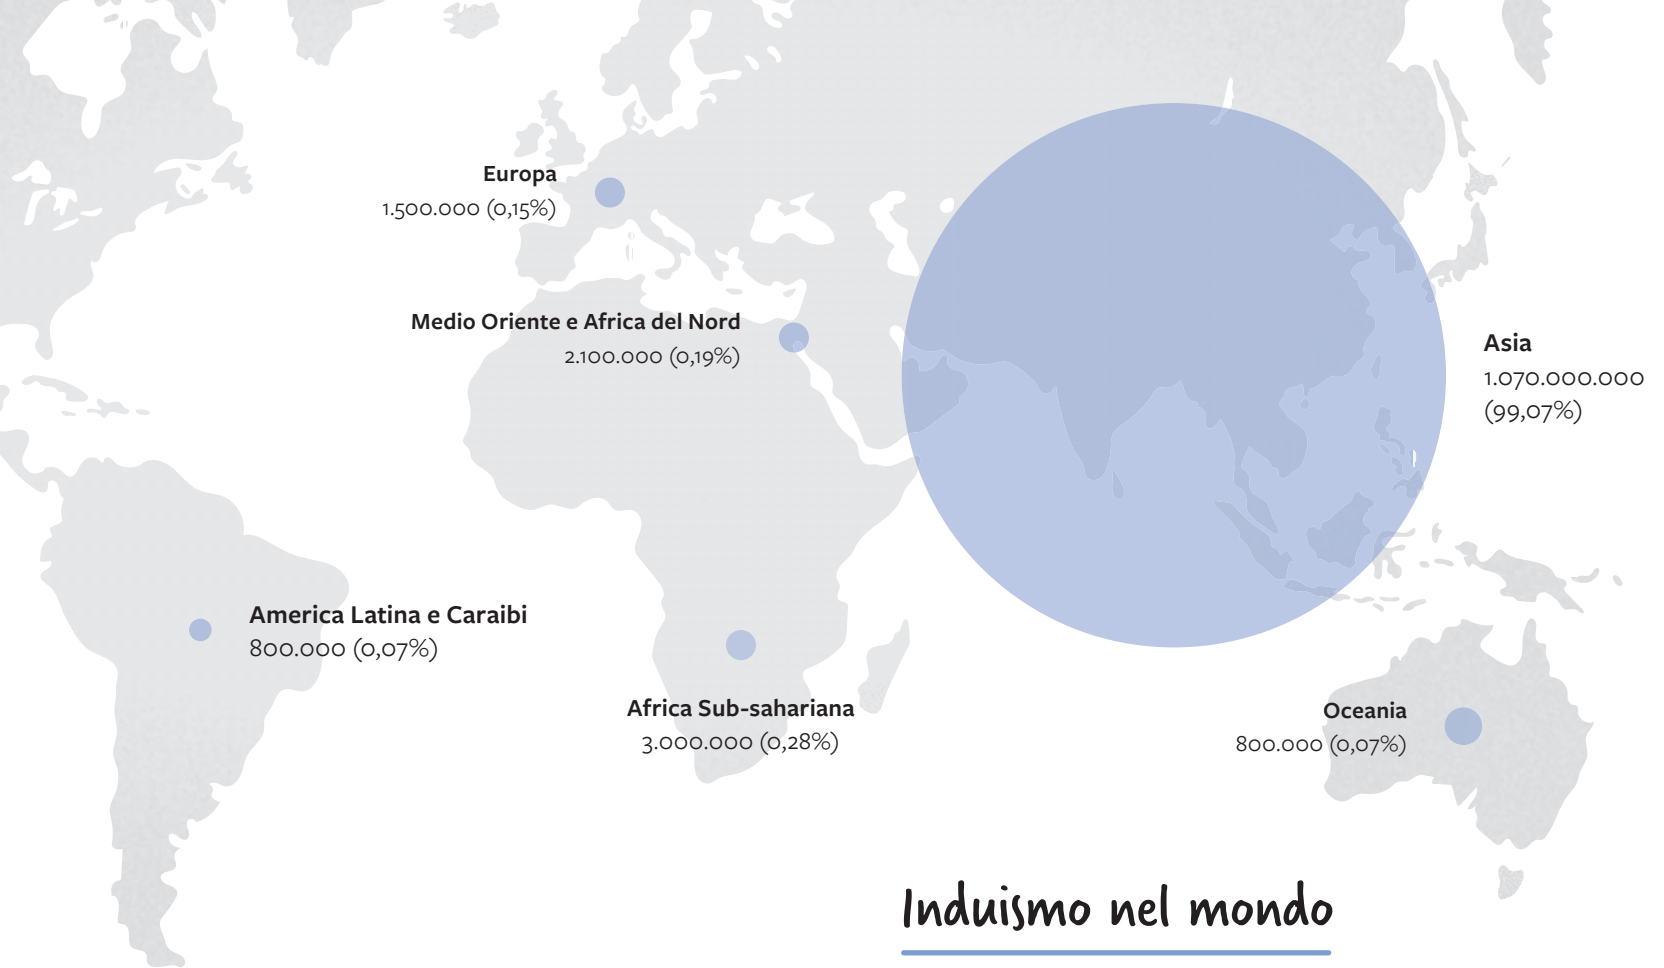 Europa
1.500.000 (0,15%)
Medio Oriente e Africa del Nord
2.100.000 (0,19%)
Asia
1.070.000.000
(99,07%)
America Latina e Caraibi
800.000 (0,07%)
Africa Sub-sahariana
3.000.000 (0,28%)
Oceania
800.000 (0,07%)
Induismo nel mondo